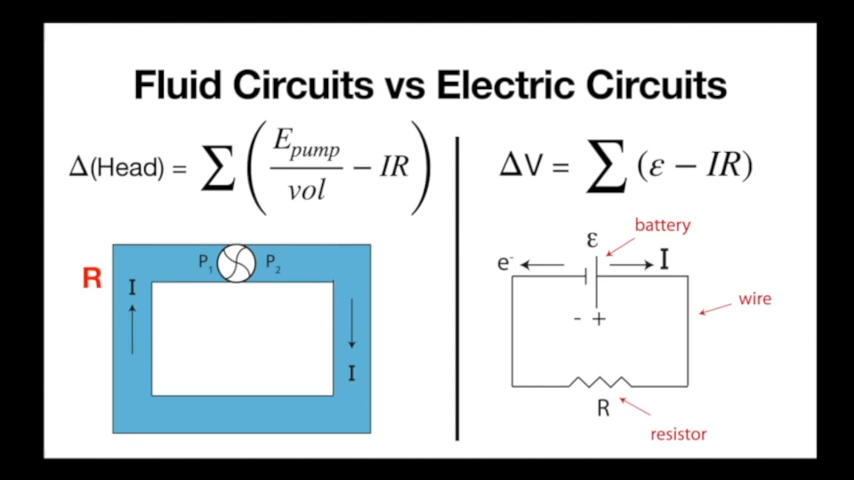 Fluid Circuits vs Electric Circuits
Δ(Head) = ∑ ( E_pump / vol − IR )
ΔV = ∑ (ε − IR)
R
P₁
P₂
I
I
battery
ε
e⁻
I
wire
- +
R
resistor